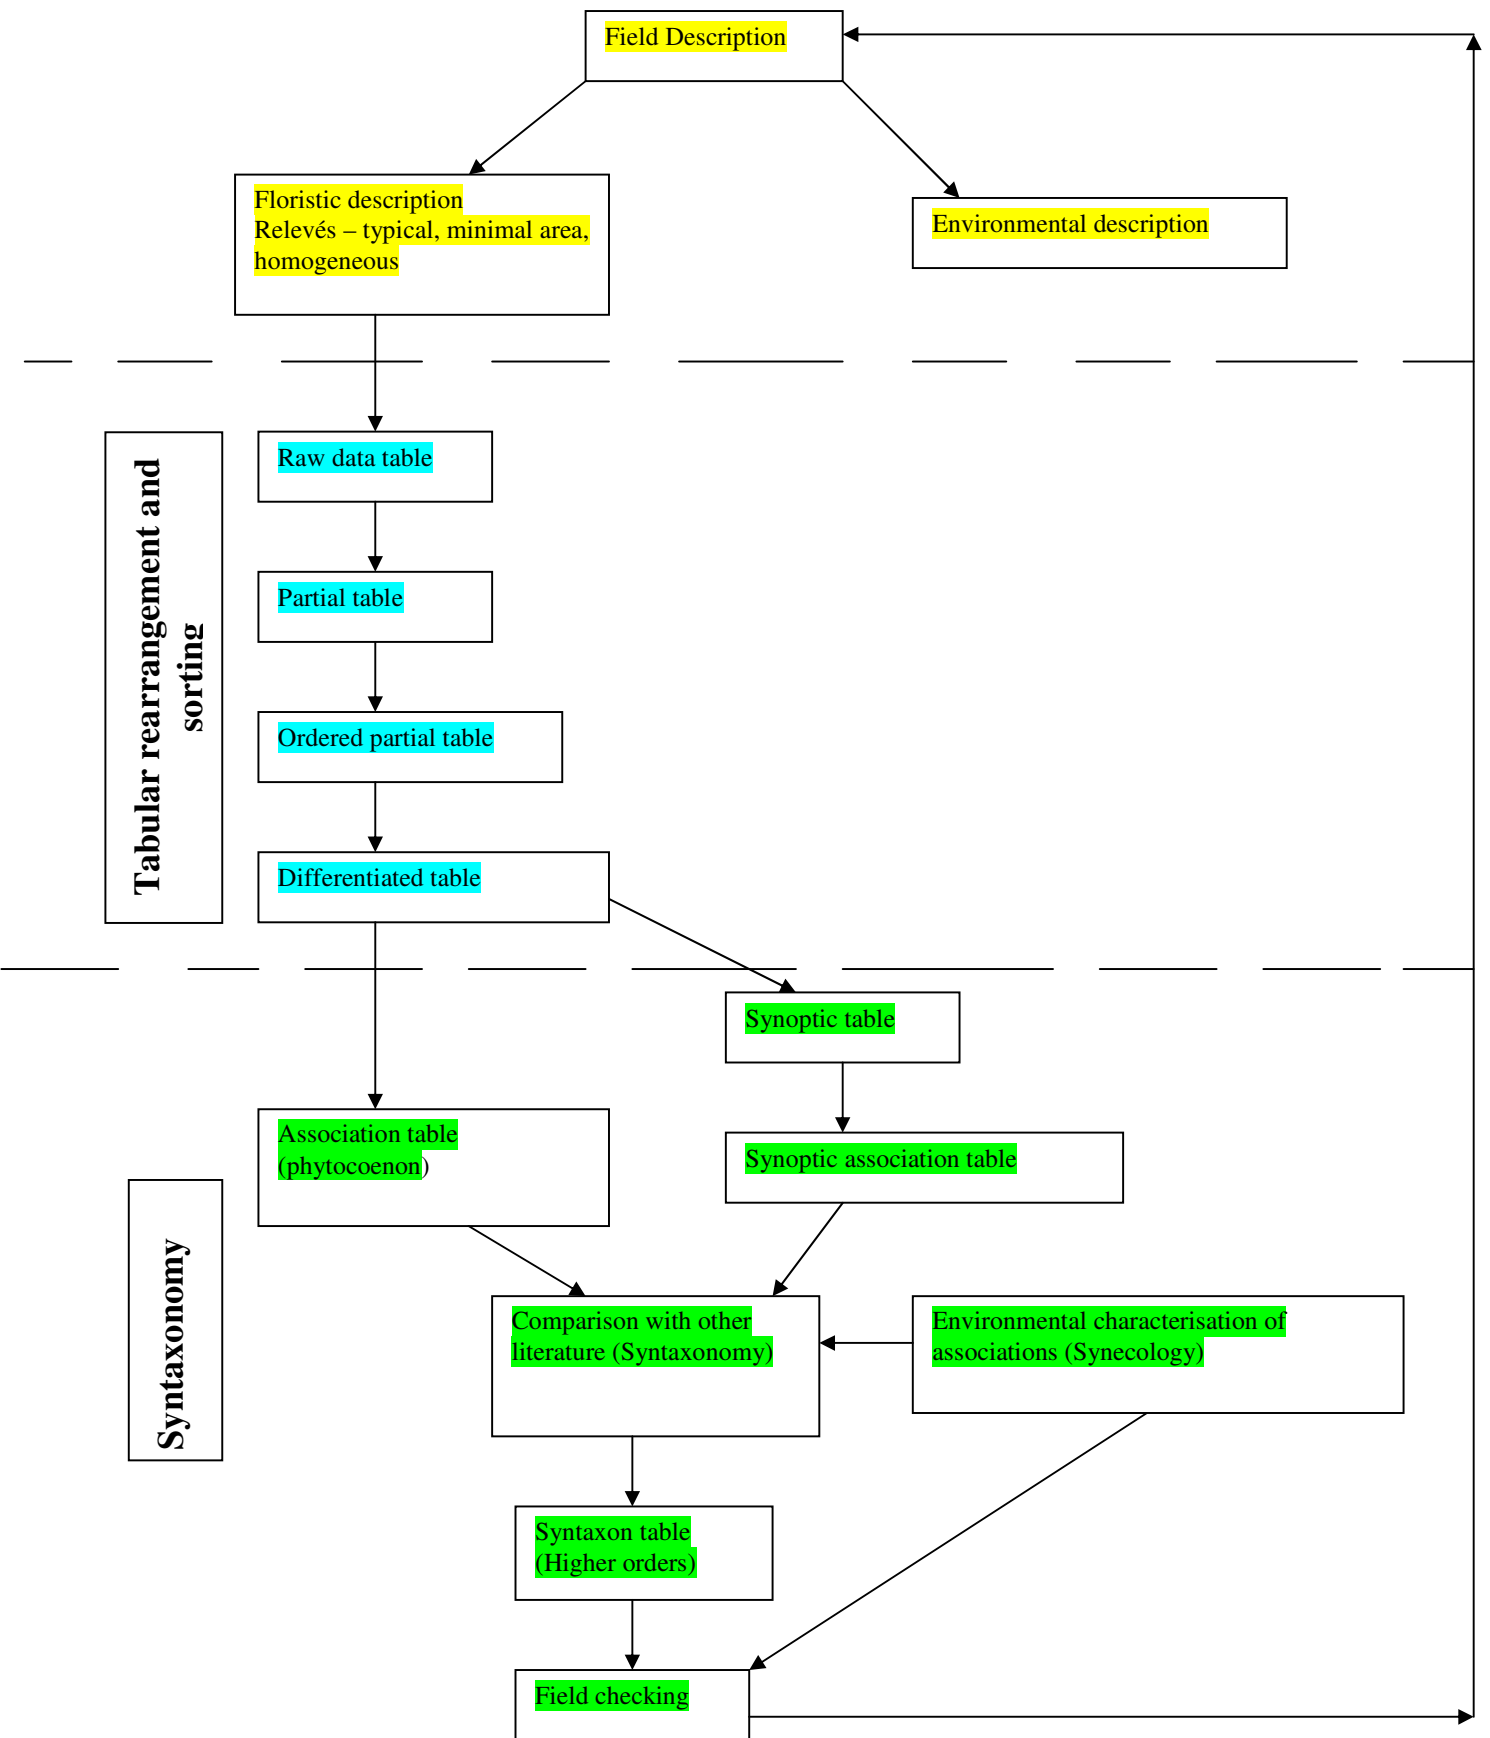 Field Description
Floristic description
Relevés – typical, minimal area,
homogeneous
Environmental description
Tabular rearrangement and
sorting
Raw data table
Partial table
Ordered partial table
Differentiated table
Synoptic table
Syntaxonomy
Association table
(phytocoenon)
Synoptic association table
Comparison with other
literature (Syntaxonomy)
Environmental characterisation of
associations (Synecology)
Syntaxon table
(Higher orders)
Field checking